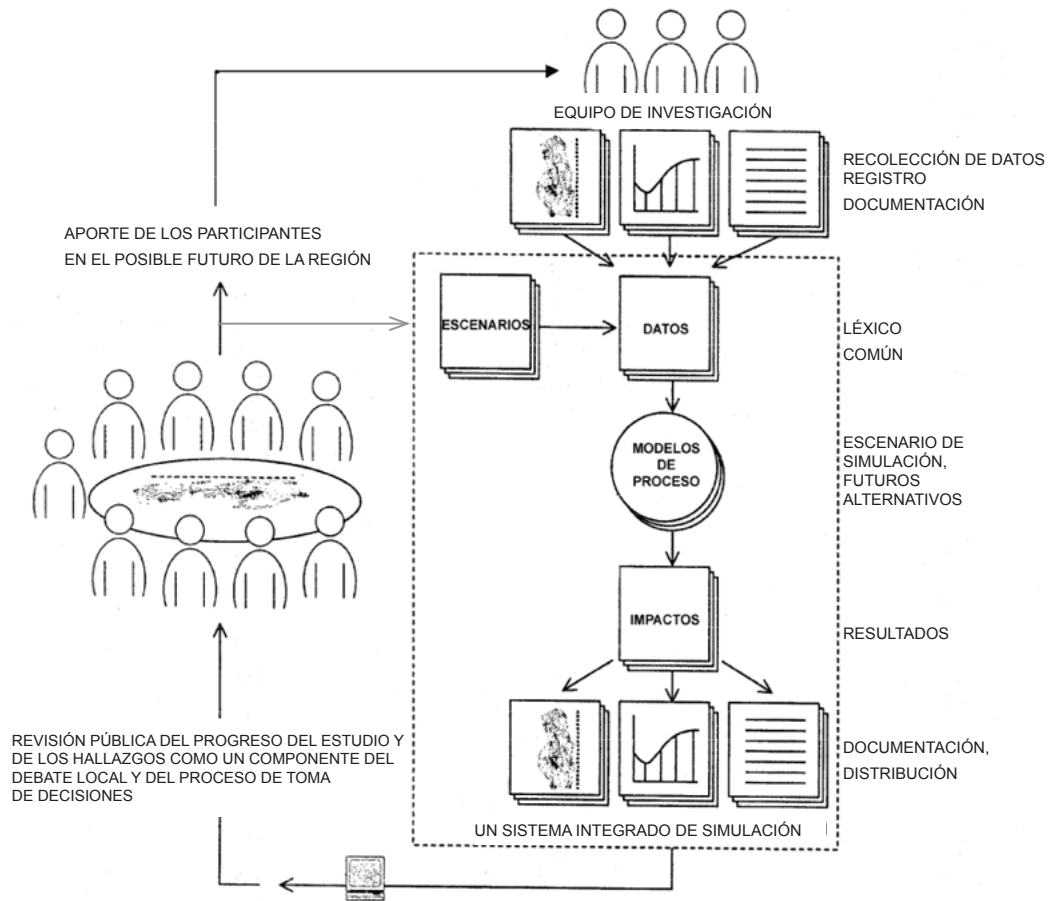 EQUIPO DE INVESTIGACIÓN
RECOLECCIÓN DE DATOS
REGISTRO
DOCUMENTACIÓN
APORTE DE LOS PARTICIPANTES
EN EL POSIBLE FUTURO DE LA REGIÓN
ESCENARIOS
DATOS
LÉXICO
COMÚN
MODELOS
DE
PROCESO
ESCENARIO DE
SIMULACIÓN,
FUTUROS
ALTERNATIVOS
IMPACTOS
RESULTADOS
REVISIÓN PÚBLICA DEL PROGRESO DEL ESTUDIO Y
DE LOS HALLAZGOS COMO UN COMPONENTE DEL
DEBATE LOCAL Y DEL PROCESO DE TOMA
DE DECISIONES
DOCUMENTACIÓN,
DISTRIBUCIÓN
UN SISTEMA INTEGRADO DE SIMULACIÓN